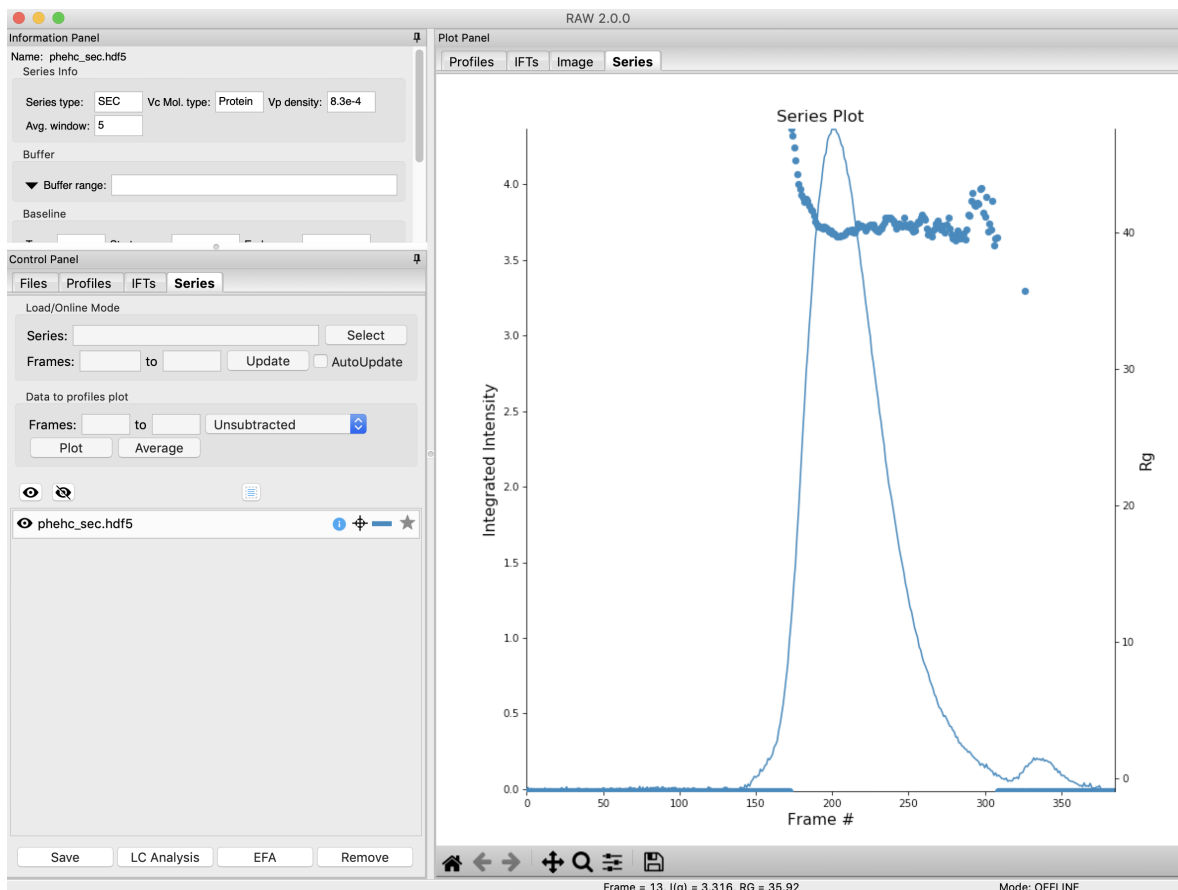 RAW 2.0.0
Information Panel
Name: phehc_sec.hdf5
Series Info
Series type: SEC Vc Mol. type: Protein Vp density: 8.3e-4
Avg. window: 5
Buffer
Buffer range:
Baseline
Control Panel
Files Profiles IFTs Series
Load/Online Mode
Series: Select
Frames: to Update AutoUpdate
Data to profiles plot
Frames: to Unsubtracted
Plot Average
phehc_sec.hdf5
Save LC Analysis EFA Remove
Plot Panel
Profiles IFTs Image Series
Series Plot
4.0
3.5
3.0
2.5
2.0
1.5
1.0
0.5
0.0
Integrated Intensity
40
30
20
10
0
Rg
0 50 100 150 200 250 300 350
Frame #
Frame = 13, I(q) = 3.316, RG = 35.92 Mode: OFFLINE